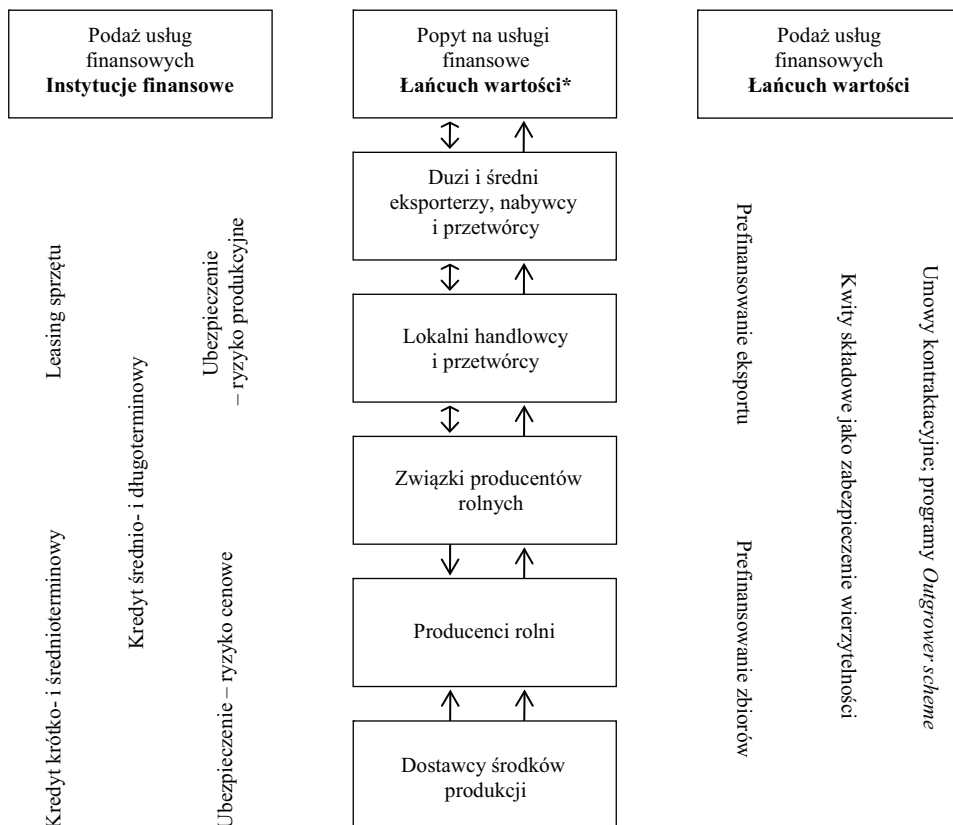 Podaż usług
finansowych
Instytucje finansowe
Popyt na usługi
finansowe
Łańcuch wartości*
Podaż usług
finansowych
Łańcuch wartości
Duzi i średni
eksporterzy, nabywcy
i przetwórcy
Lokalni handlowcy
i przetwórcy
Związki producentów
rolnych
Producenci rolni
Dostawcy środków
produkcji
Leasing sprzętu
Kredyt krótko- i średnioterminowy
Kredyt średnio- i długoterminowy
Ubezpieczenie
– ryzyko produkcyjne
Ubezpieczenie – ryzyko cenowe
Prefinansowanie eksportu
Prefinansowanie zbiorów
Kwity składowe jako zabezpieczenie wierzytelności
Umowy kontraktacyjne; programy Outgrower scheme